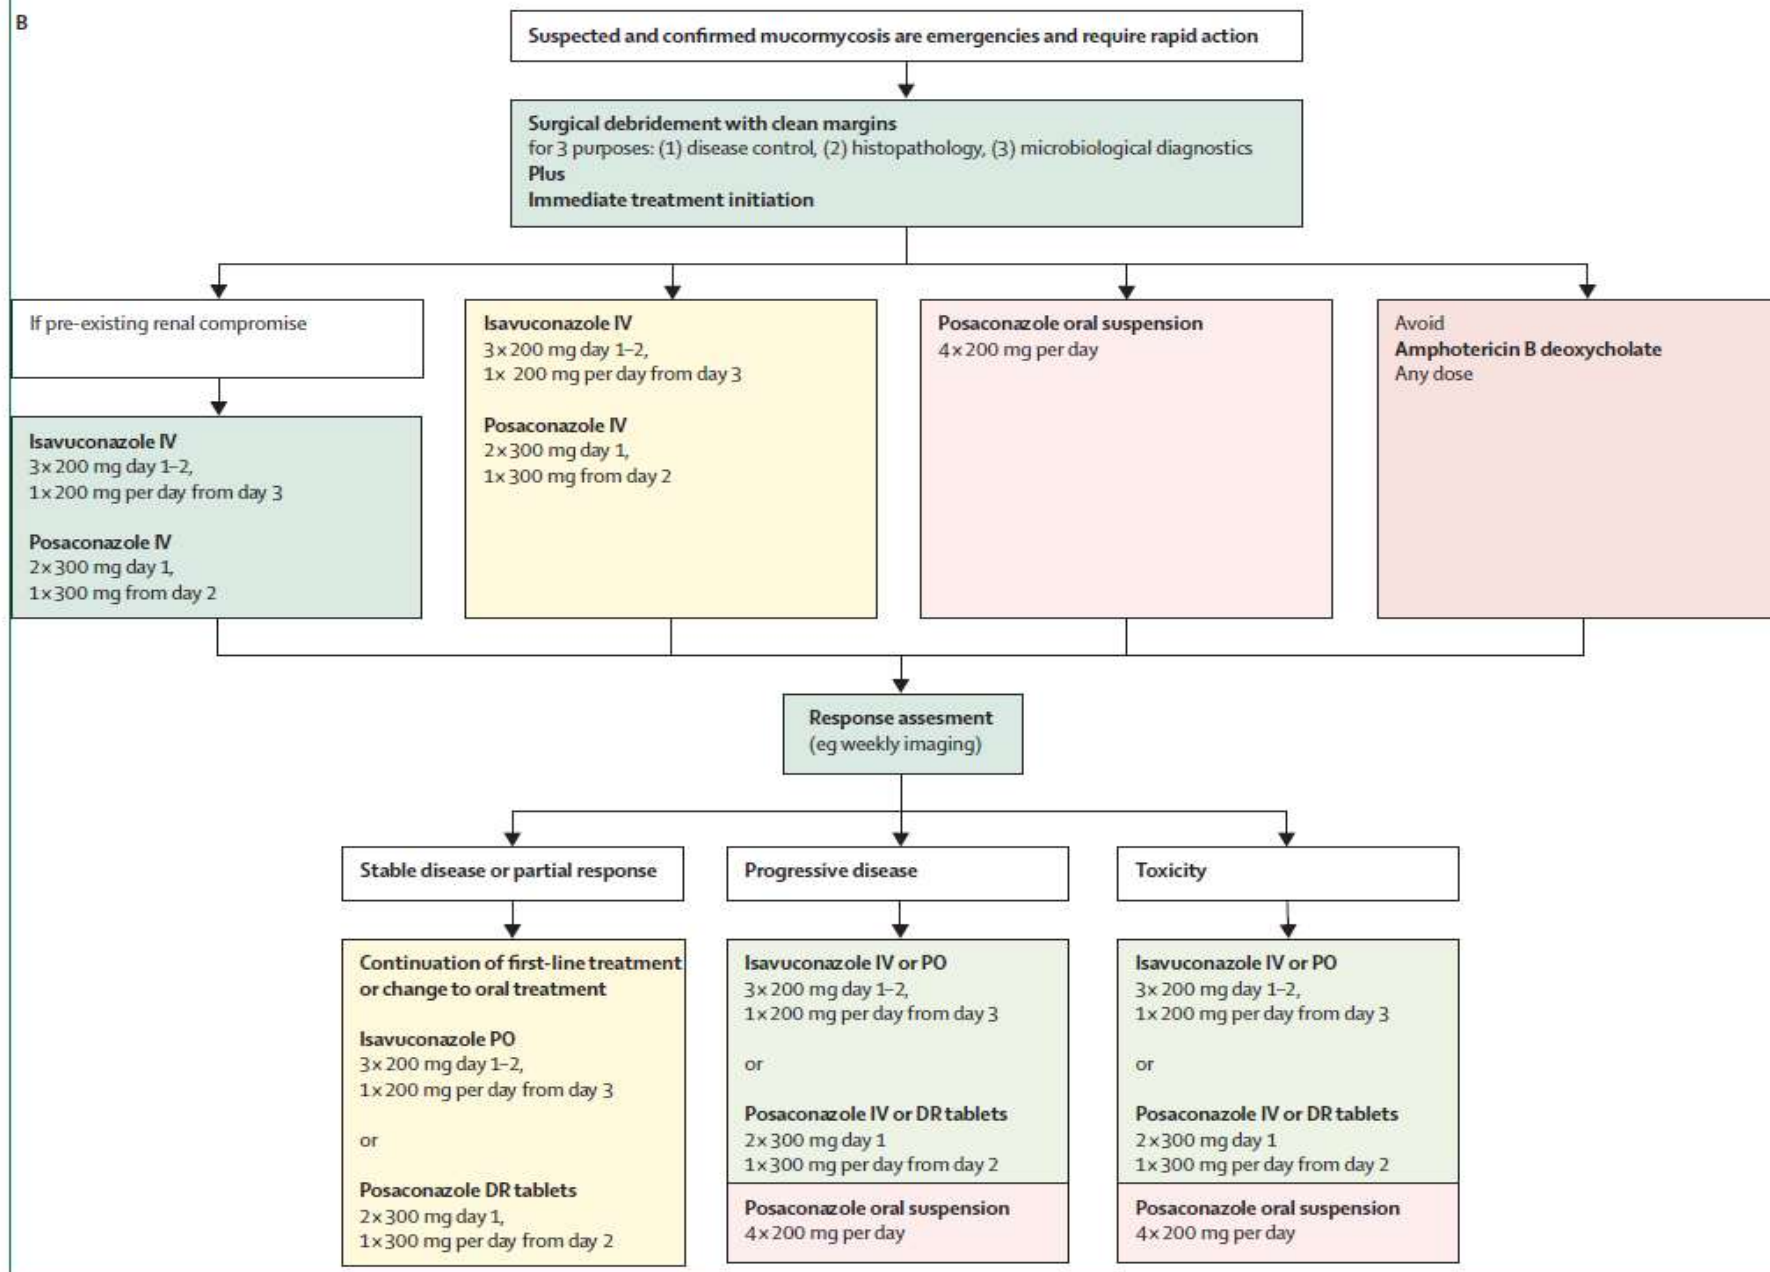 B
Suspected and confirmed mucormycosis are emergencies and require rapid action
Surgical debridement with clean margins
for 3 purposes: (1) disease control, (2) histopathology, (3) microbiological diagnostics
Plus
Immediate treatment initiation
If pre-existing renal compromise
Isavuconazole IV
3×200 mg day 1–2,
1×200 mg per day from day 3
Posaconazole IV
2×300 mg day 1,
1×300 mg from day 2
Isavuconazole IV
3×200 mg day 1–2,
1× 200 mg per day from day 3
Posaconazole IV
2×300 mg day 1,
1×300 mg from day 2
Posaconazole oral suspension
4×200 mg per day
Avoid
Amphotericin B deoxycholate
Any dose
Response assesment
(eg weekly imaging)
Stable disease or partial response
Continuation of first-line treatment
or change to oral treatment
Isavuconazole PO
3×200 mg day 1–2,
1×200 mg per day from day 3
or
Posaconazole DR tablets
2×300 mg day 1,
1×300 mg per day from day 2
Progressive disease
Isavuconazole IV or PO
3×200 mg day 1–2,
1×200 mg per day from day 3
or
Posaconazole IV or DR tablets
2×300 mg day 1
1×300 mg per day from day 2
Posaconazole oral suspension
4×200 mg per day
Toxicity
Isavuconazole IV or PO
3×200 mg day 1–2,
1×200 mg per day from day 3
or
Posaconazole IV or DR tablets
2×300 mg day 1
1×300 mg per day from day 2
Posaconazole oral suspension
4×200 mg per day